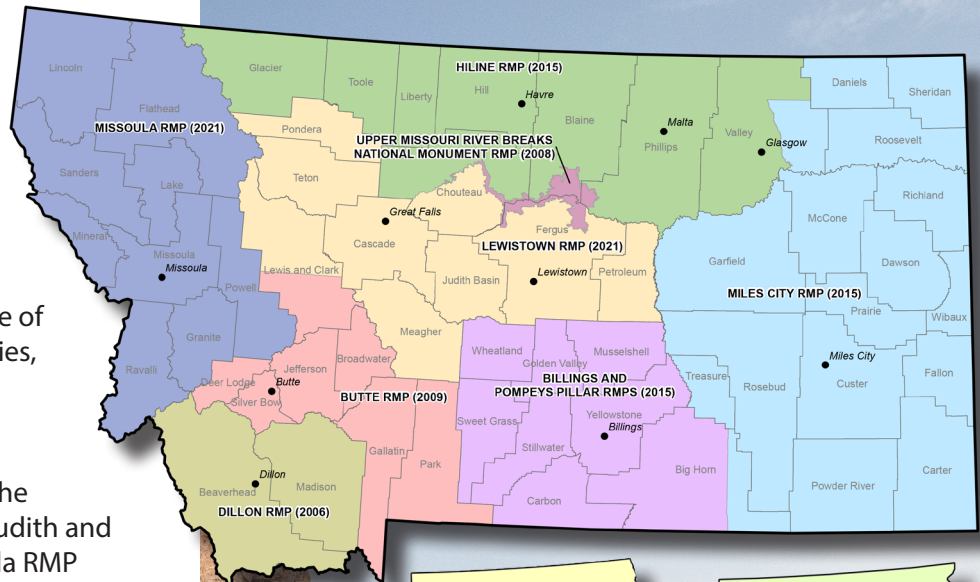 Lincoln
Glacier
Toole
HILINE RMP (2015)
Daniels
Sheridan
Flathead
Liberty
Hill
Havre
Blaine
MISSOULA RMP (2021)
Pondera
UPPER MISSOURI RIVER BREAKS
NATIONAL MONUMENT RMP (2008)
Malta
Phillips
Valley
Glasgow
Roosevelt
Sanders
Lake
Teton
Chouteau
Richland
Great Falls
Fergus
McCone
Mineral
Missoula
Missoula
Cascade
LEWISTOWN RMP (2021)
Garfield
Dawson
Lewis and Clark
Judith Basin
Lewistown
Petroleum
Powell
MILES CITY RMP (2015)
Prairie
Wibaux
e of
ies,
Granite
Meagher
Ravalli
Jefferson
Broadwater
Wheatland
Golden Valley
Musselshell
Miles City
Deer Lodge
Butte
Silver Bow
BUTTE RMP (2009)
BILLINGS AND
POMPEYS PILLAR RMPS (2015)
Treasure
Rosebud
Custer
Fallon
Sweet Grass
Yellowstone
Billings
Gallatin
Park
Stillwater
Big Horn
Dillon
Beaverhead
Madison
DILLON RMP (2006)
Carbon
Powder River
Carter
he
udith and
la RMP